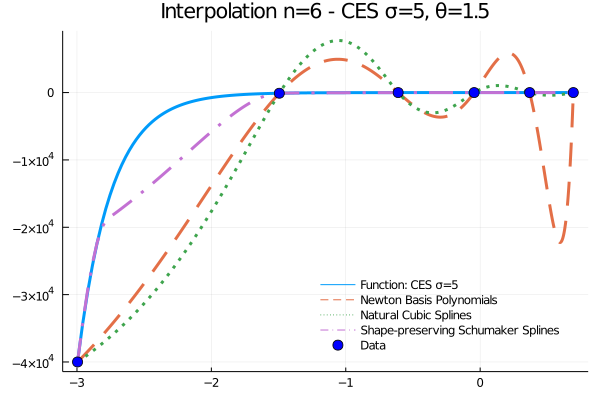 Interpolation n=6 - CES σ=5, θ=1.5
0
−1×10⁴
−2×10⁴
−3×10⁴
−4×10⁴
Function: CES σ=5
Newton Basis Polynomials
Natural Cubic Splines
Shape-preserving Schumaker Splines
Data
−3 −2 −1 0